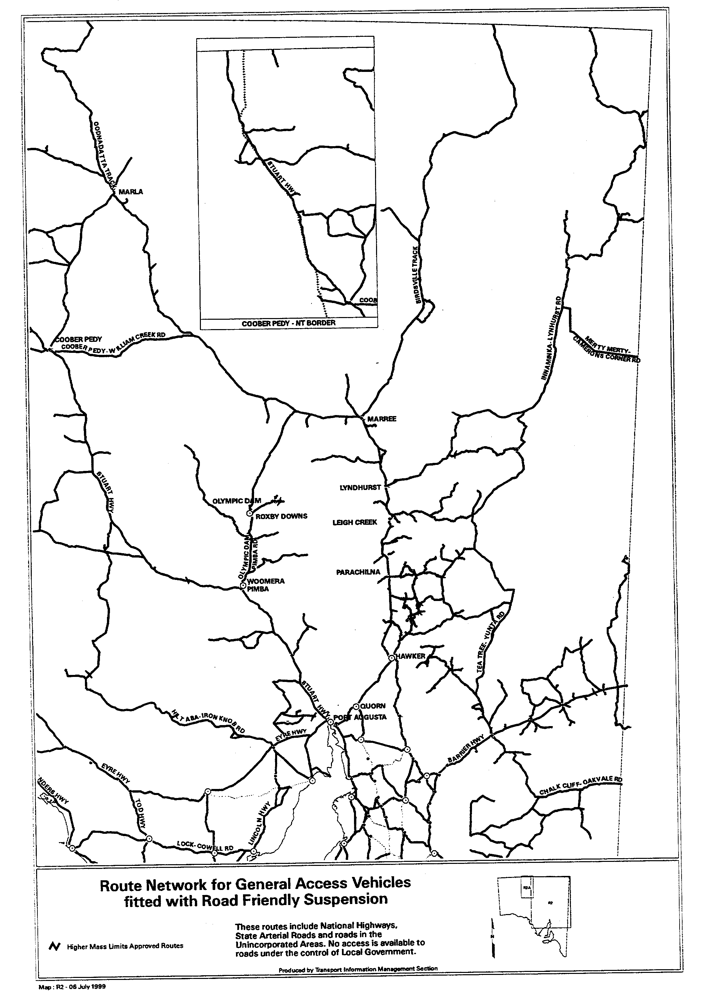 OODNADATTA TRACK
MARLA
STUART HWY
COOB
COOBER PEDY - NT BORDER
BIRDSVILLE TRACK
INNAMINKA - LYNHURST RD
MERTY MERTY-
CAMERONS CORNER RD
COOBER PEDY
COOBER PEDY - WILLIAM CREEK RD
MARREE
STUART HWY
LYNDHURST
OLYMPIC DAM
ROXBY DOWNS
LEIGH CREEK
OLYMPIC DAM
PIMBA RD
PARACHILNA
WOOMERA
PIMBA
TEA TREE - YUNTA RD
HAWKER
STUART HWY
QUORN
PORT AUGUSTA
HILTABA-IRON KNOB RD
EYRE HWY
BARRIER HWY
EYRE HWY
NDERS HWY
TOD HWY
LINCOLN HWY
CHALK CLIFF- OAKVALE RD
LOCK-COWELL RD
Route Network for General Access Vehicles
fitted with Road Friendly Suspension
These routes include National Highways,
State Arterial Roads and roads in the
Unincorporated Areas. No access is available to
roads under the control of Local Government.
Higher Mass Limits Approved Routes
R2A
R2
N
Produced by Transport Information Management Section
Map : R2 - 06 July 1999